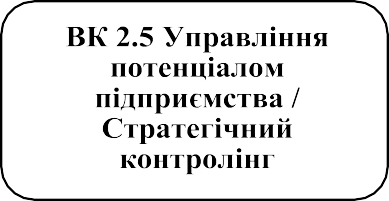 ВК 2.5 Управління
потенціалом
підприємства /
Стратегічний
контролінг